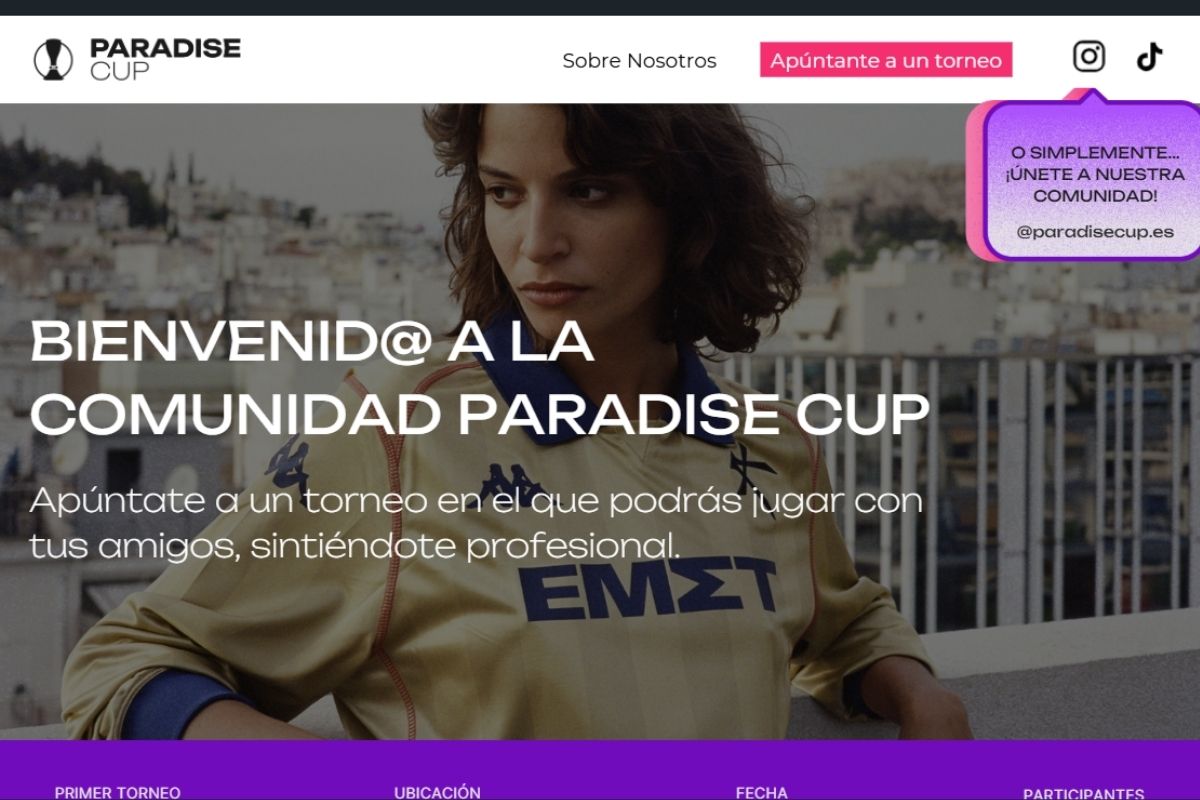 PARADISE
CUP
Sobre Nosotros
Apúntante a un torneo
O SIMPLEMENTE...
¡ÚNETE A NUESTRA
COMUNIDAD!
@paradisecup.es
BIENVENID@ A LA
COMUNIDAD PARADISE CUP
Apúntate a un torneo en el que podrás jugar con
tus amigos, sintiéndote profesional.
EMΣT
PRIMER TORNEO
UBICACIÓN
FECHA
PARTICIPANTES